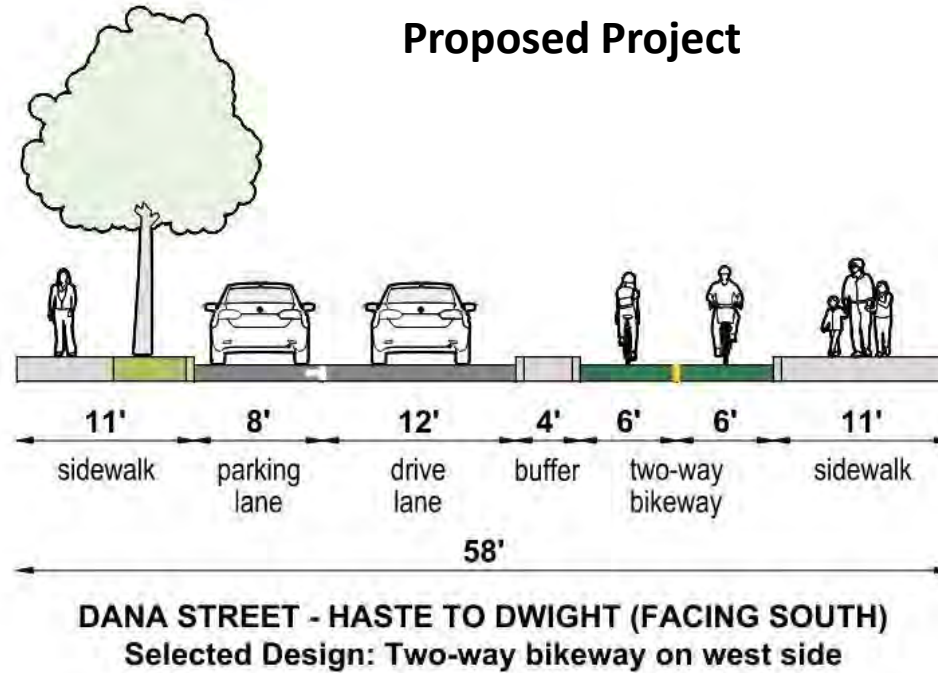 Proposed Project
11' 8' 12' 4' 6' 6' 11'
sidewalk parking drive buffer two-way sidewalk
lane lane bikeway
58'
DANA STREET - HASTE TO DWIGHT (FACING SOUTH)
Selected Design: Two-way bikeway on west side